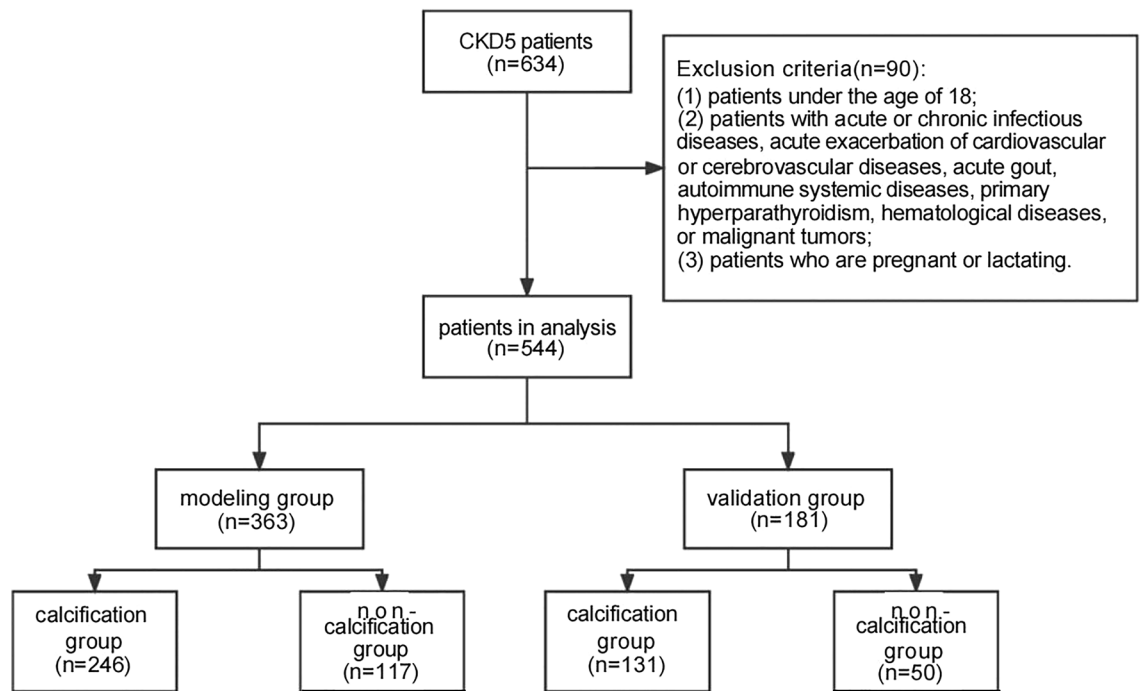 CKD5 patients
(n=634)
Exclusion criteria(n=90):
(1) patients under the age of 18;
(2) patients with acute or chronic infectious
diseases, acute exacerbation of cardiovascular
or cerebrovascular diseases, acute gout,
autoimmune systemic diseases, primary
hyperparathyroidism, hematological diseases,
or malignant tumors;
(3) patients who are pregnant or lactating.
patients in analysis
(n=544)
modeling group
(n=363)
validation group
(n=181)
calcification
group
(n=246)
non-
calcification
group
(n=117)
calcification
group
(n=131)
non-
calcification
group
(n=50)